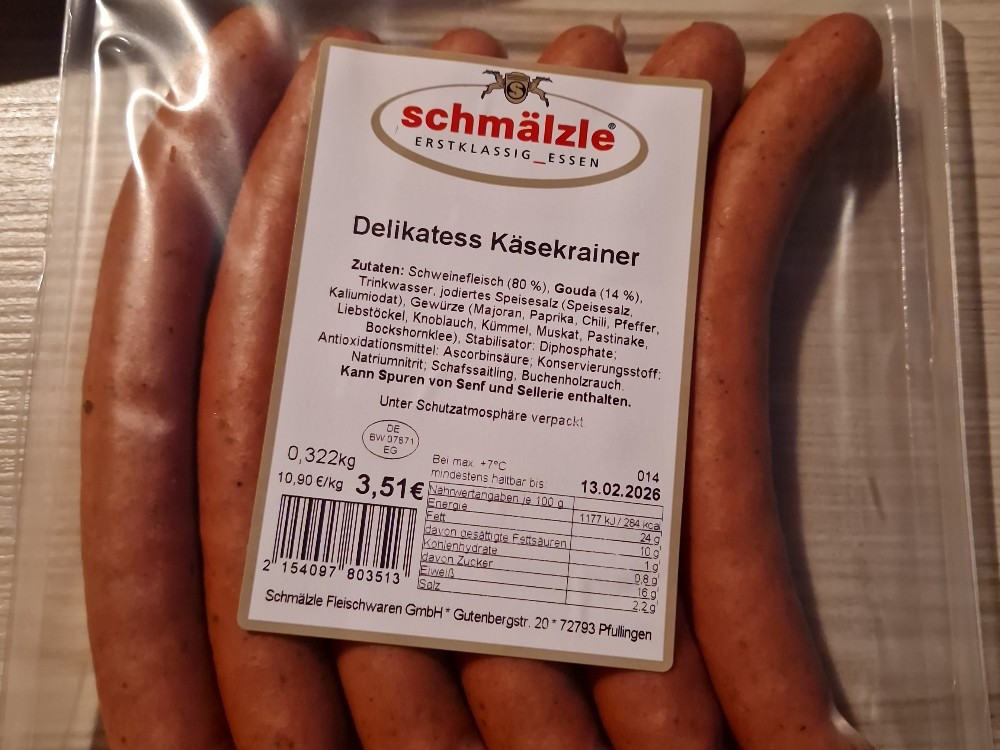 S
schmälzle®
ERSTKLASSIG_ESSEN
Delikatess Käsekrainer
Zutaten: Schweinefleisch (80 %), Gouda (14 %),
Trinkwasser, jodiertes Speisesalz (Speisesalz,
Kaliumiodat), Gewürze (Majoran, Paprika, Chili, Pfeffer,
Liebstöckel, Knoblauch, Kümmel, Muskat, Pastinake,
Bockshornklee), Stabilisator: Diphosphate;
Antioxidationsmittel: Ascorbinsäure; Konservierungsstoff:
Natriumnitrit; Schafssaitling, Buchenholzrauch.
Kann Spuren von Senf und Sellerie enthalten.
Unter Schutzatmosphäre verpackt.
DE
BW 07871
EG
0,322kg
10,90 €/kg 3,51€
Bei max. +7°C
mindestens haltbar bis:
014
13.02.2026
Nährwertangaben je 100 g
Energie 1177 kJ / 284 kcal
Fett 24 g
davon gesättigte Fettsäuren 10 g
Kohlenhydrate 1 g
davon Zucker 0,8 g
Eiweiß 16 g
Salz 2,2 g
2 154097 803513
Schmälzle Fleischwaren GmbH * Gutenbergstr. 20 * 72793 Pfullingen